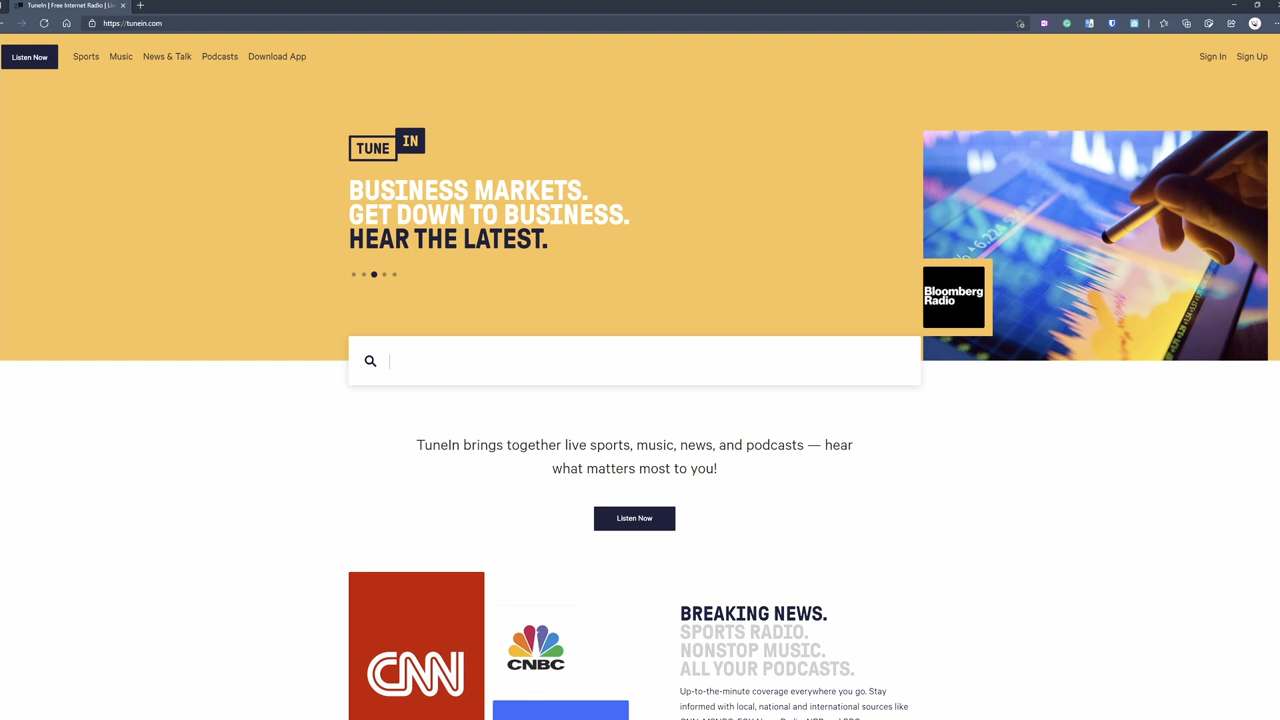 TuneIn | Free Internet Radio | Li
https://tunein.com
Listen Now
Sports
Music
News & Talk
Podcasts
Download App
Sign In
Sign Up
TUNE IN
BUSINESS MARKETS.
GET DOWN TO BUSINESS.
HEAR THE LATEST.
Bloomberg
Radio
TuneIn brings together live sports, music, news, and podcasts — hear
what matters most to you!
Listen Now
CNN
CNBC
BREAKING NEWS.
SPORTS RADIO.
NONSTOP MUSIC.
ALL YOUR PODCASTS.
Up-to-the-minute coverage everywhere you go. Stay
informed with local, national and international sources like